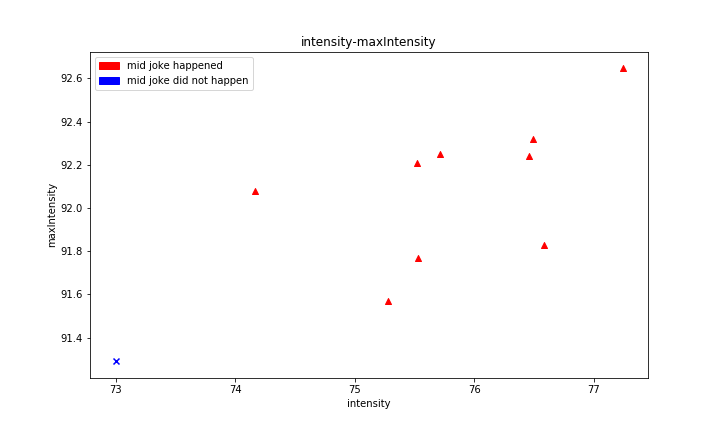 intensity-maxIntensity
mid joke happened
mid joke did not happen
92.6
92.4
92.2
92.0
91.8
91.6
91.4
maxIntensity
73 74 75 76 77
intensity